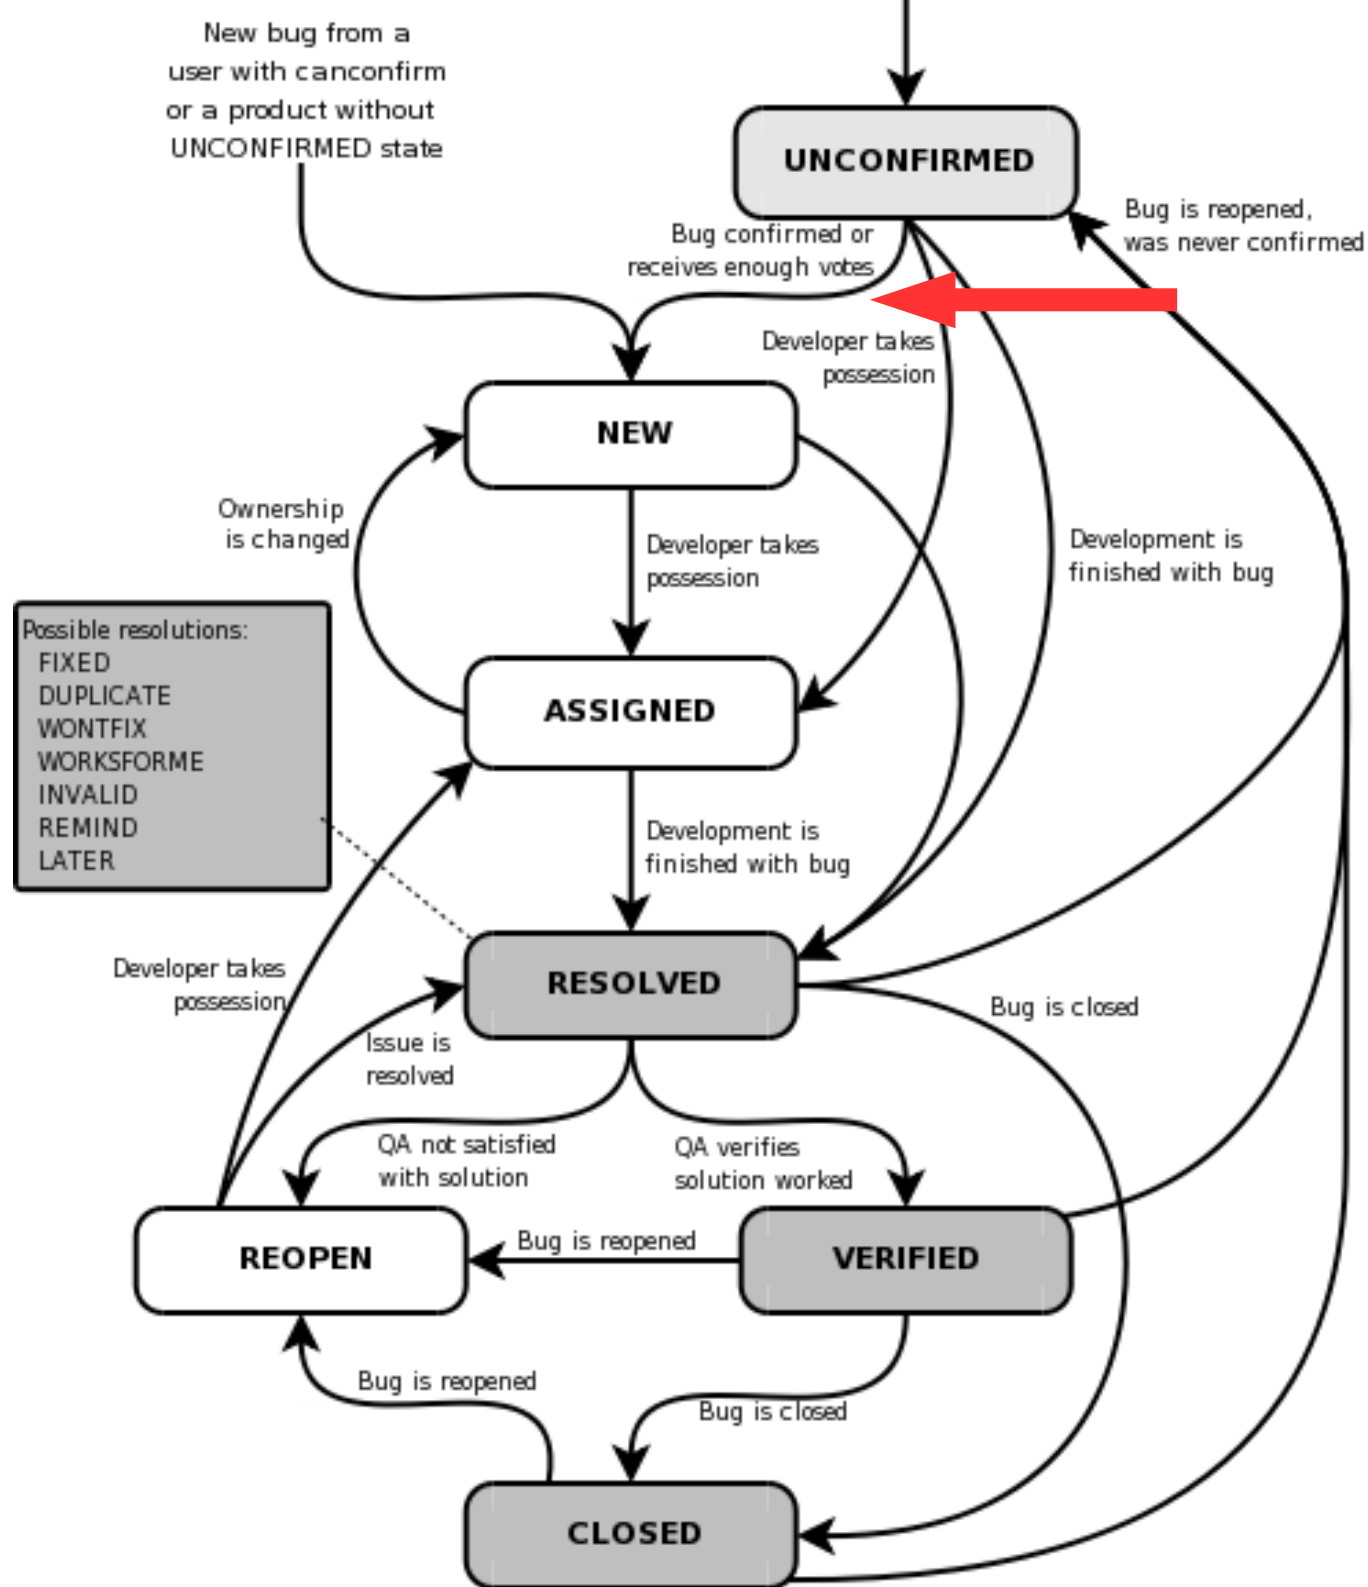 New bug from a
user with canconfirm
or a product without
UNCONFIRMED state
UNCONFIRMED
Bug is reopened,
was never confirmed
Bug confirmed or
receives enough votes
Developer takes
possession
NEW
Ownership
is changed
Developer takes
possession
Development is
finished with bug
Possible resolutions:
FIXED
DUPLICATE
WONTFIX
WORKSFORME
INVALID
REMIND
LATER
ASSIGNED
Development is
finished with bug
Developer takes
possession
RESOLVED
Bug is closed
Issue is
resolved
QA not satisfied
with solution
QA verifies
solution worked
REOPEN
Bug is reopened
VERIFIED
Bug is reopened
Bug is closed
CLOSED